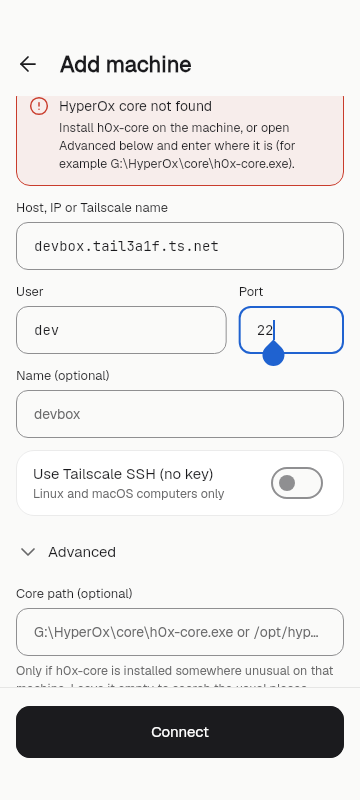 Add machine
HyperOx core not found
Install h0x-core on the machine, or open
Advanced below and enter where it is (for
example G:\HyperOx\core\h0x-core.exe).
Host, IP or Tailscale name
devbox.tail3a1f.ts.net
User
Port
dev
22
Name (optional)
devbox
Use Tailscale SSH (no key)
Linux and macOS computers only
Advanced
Core path (optional)
G:\HyperOx\core\h0x-core.exe or /opt/hyp...
Only if h0x-core is installed somewhere unusual on that
Connect